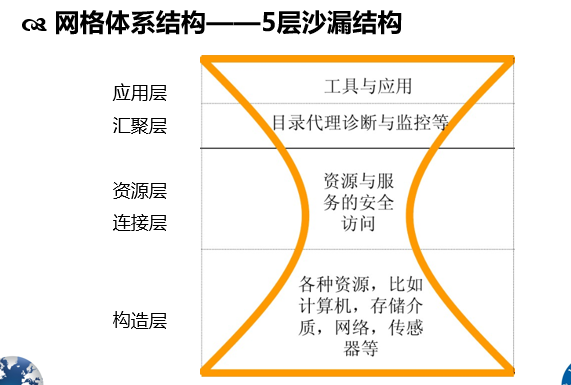 网格体系结构——5层沙漏结构
应用层
工具与应用
汇聚层
目录代理诊断与监控等
资源层
连接层
资源与服
务的安全
访问
构造层
各种资源，比如
计算机，存储介
质，网络，传感
器等